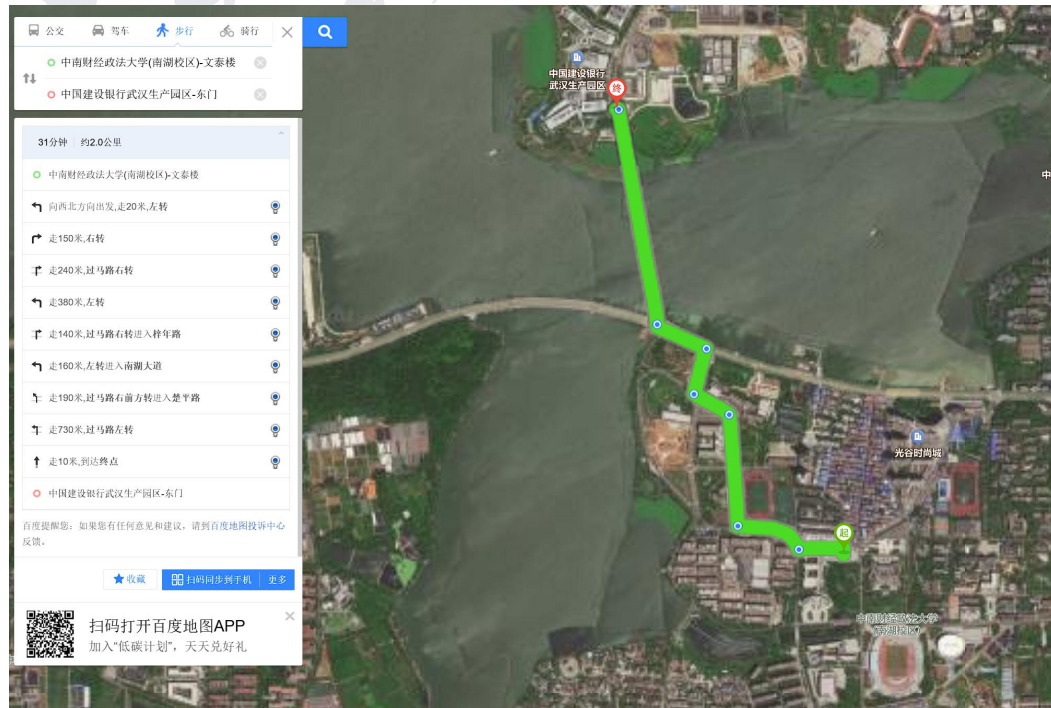 公交
驾车
步行
骑行
中南财经政法大学(南湖校区)-文泰楼
中国建设银行武汉生产园区-东门
31分钟 约2.0公里
中南财经政法大学(南湖校区)-文泰楼
向西北方向出发,走20米,左转
走150米,右转
走240米,过马路右转
走380米,左转
走140米,过马路右转进入梓年路
走160米,左转进入南湖大道
走190米,过马路右前方转进入楚平路
走730米,过马路左转
走10米,到达终点
中国建设银行武汉生产园区-东门
百度提醒您：如果您有任何意见和建议，请到百度地图投诉中心
反馈。
收藏
扫码同步到手机
更多
扫码打开百度地图APP
加入“低碳计划”，天天兑好礼
中国建设银行
武汉生产园区
终
中
光谷时尚城
起
中南财经政法大学
(南湖校区)